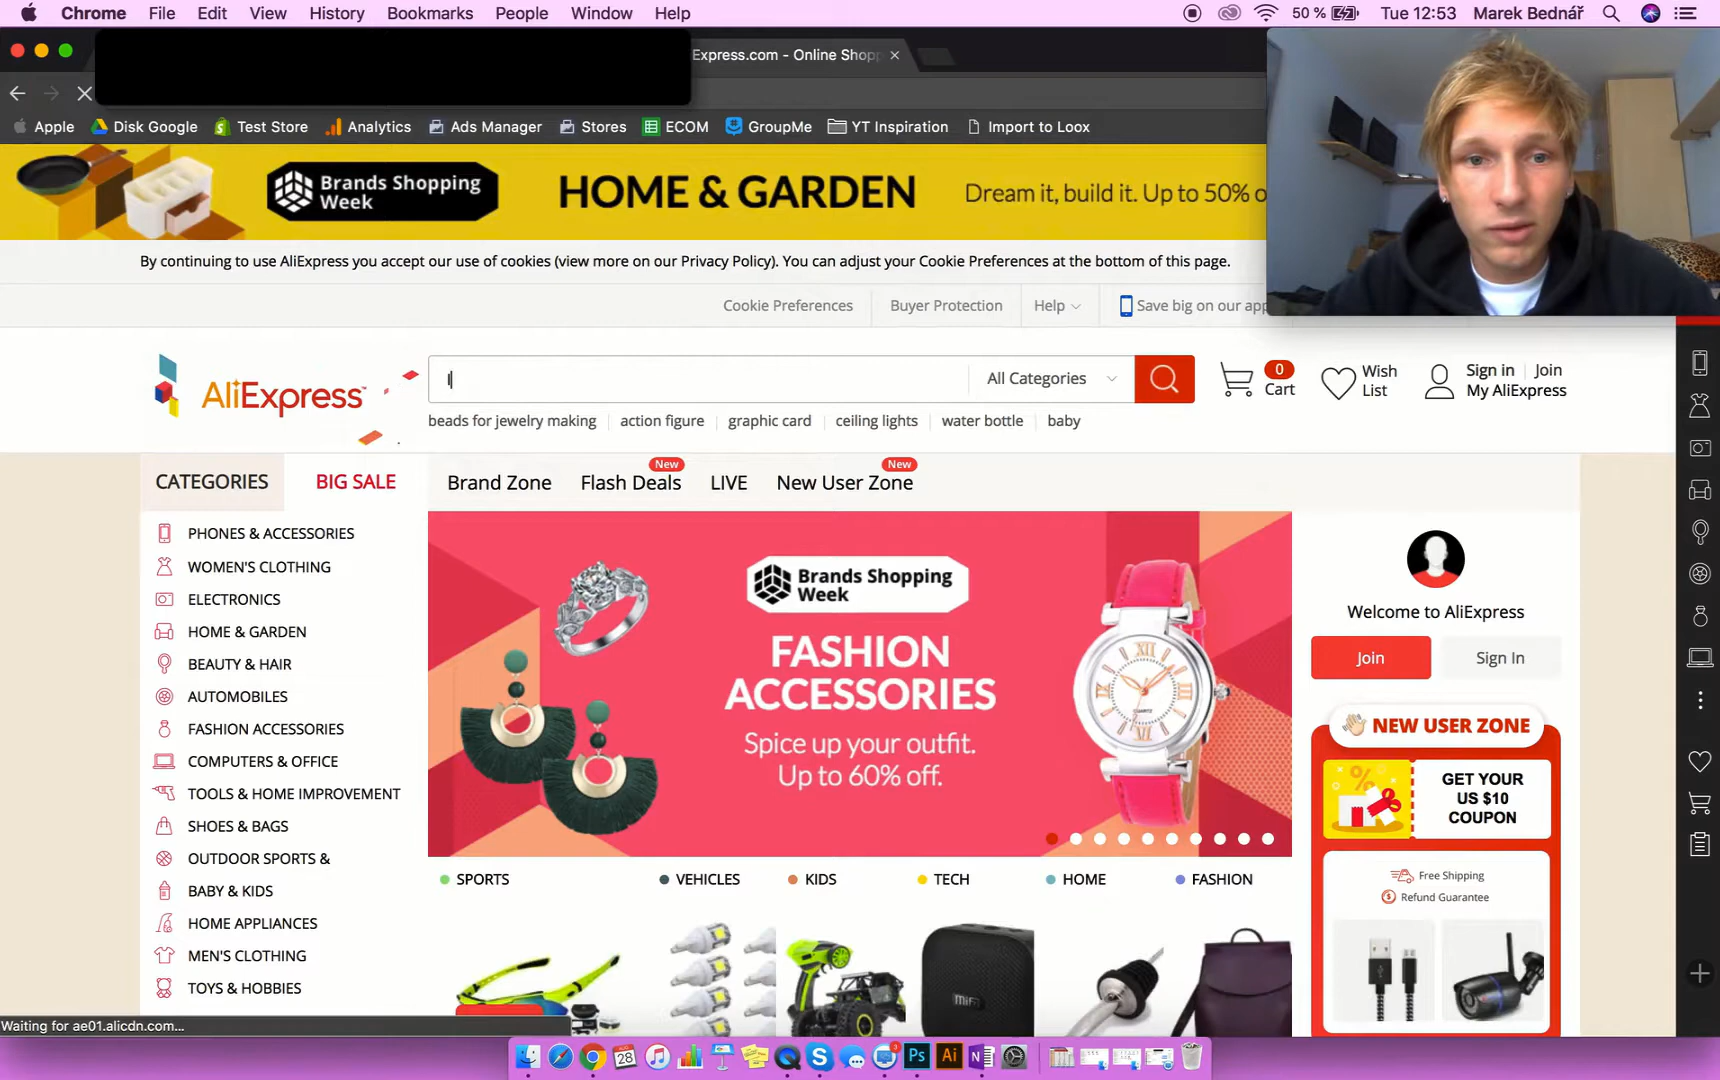 Chrome File Edit View History Bookmarks People Window Help 50 % Tue 12:53 Marek Bednář
Express.com - Online Shopp
Apple Disk Google Test Store Analytics Ads Manager Stores ECOM GroupMe YT Inspiration Import to Loox
Brands Shopping
Week
HOME & GARDEN
Dream it, build it. Up to 50% o
By continuing to use AliExpress you accept our use of cookies (view more on our Privacy Policy). You can adjust your Cookie Preferences at the bottom of this page.
Cookie Preferences Buyer Protection Help Save big on our app
AliExpress™
All Categories
0
Cart
Wish
List
Sign in Join
My AliExpress
beads for jewelry making action figure graphic card ceiling lights water bottle baby
CATEGORIES BIG SALE
New New
Brand Zone Flash Deals LIVE New User Zone
PHONES & ACCESSORIES
WOMEN'S CLOTHING
ELECTRONICS
HOME & GARDEN
BEAUTY & HAIR
AUTOMOBILES
FASHION ACCESSORIES
COMPUTERS & OFFICE
TOOLS & HOME IMPROVEMENT
SHOES & BAGS
OUTDOOR SPORTS &
BABY & KIDS
HOME APPLIANCES
MEN'S CLOTHING
TOYS & HOBBIES
Brands Shopping
Week
FASHION
ACCESSORIES
Spice up your outfit.
Up to 60% off.
XII
QUARTZ
Welcome to AliExpress
Join Sign In
NEW USER ZONE
GET YOUR
US $10
COUPON
Free Shipping
Refund Guarantee
SPORTS VEHICLES KIDS TECH HOME FASHION
mifa
Waiting for ae01.alicdn.com...
28
3
Ps Ai